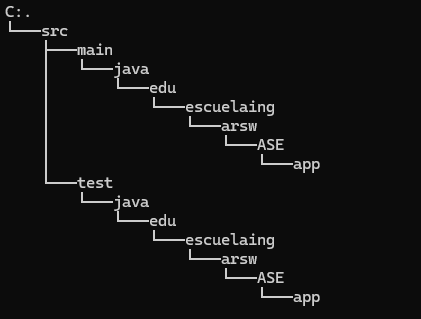 C:.
└───src
    ├───main
    │   └───java
    │       └───edu
    │           └───escuelaing
    │               └───arsw
    │                   └───ASE
    │                       └───app
    └───test
        └───java
            └───edu
                └───escuelaing
                    └───arsw
                        └───ASE
                            └───app